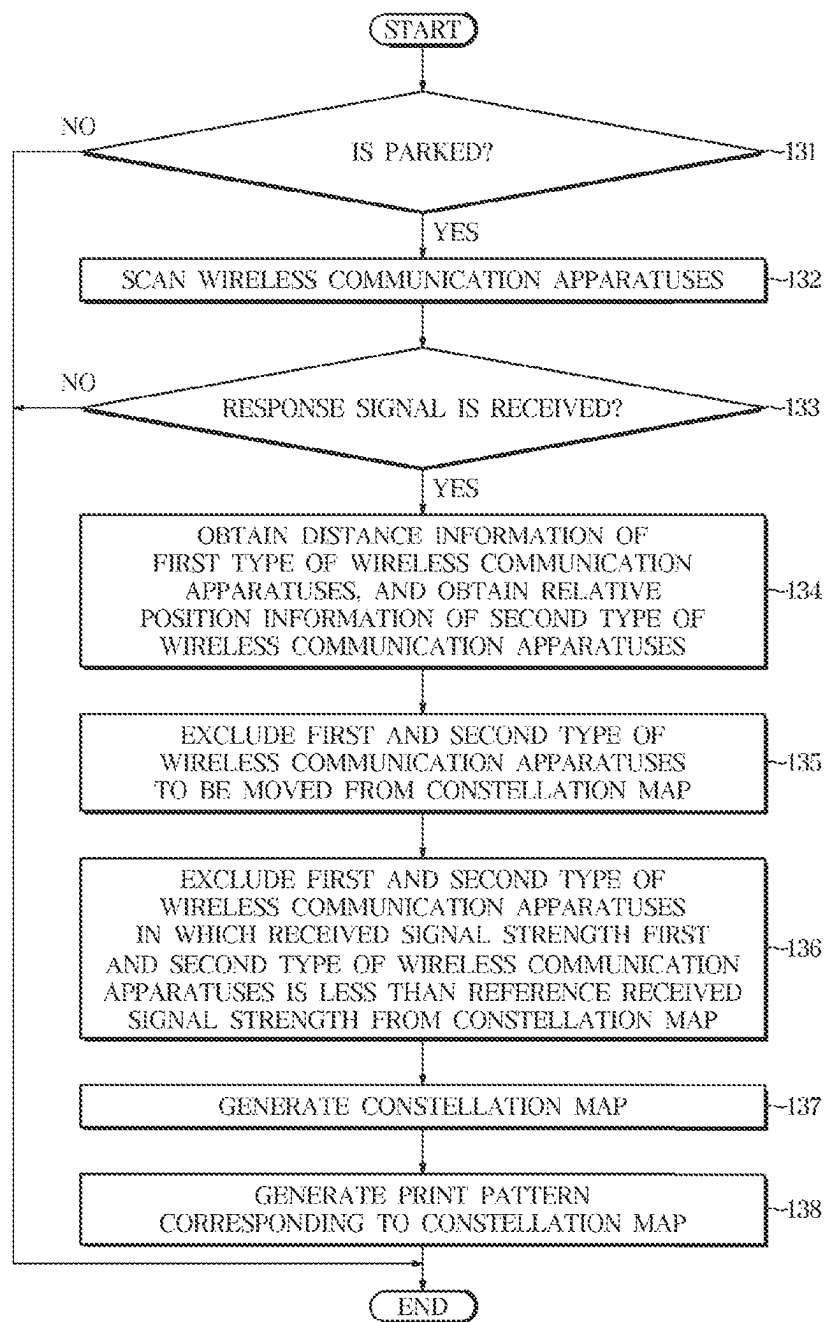 START
NO
IS PARKED?
131
YES
SCAN WIRELESS COMMUNICATION APPARATUSES
132
NO
RESPONSE SIGNAL IS RECEIVED?
133
YES
OBTAIN DISTANCE INFORMATION OF
FIRST TYPE OF WIRELESS COMMUNICATION
APPARATUSES, AND OBTAIN RELATIVE
POSITION INFORMATION OF SECOND TYPE OF
WIRELESS COMMUNICATION APPARATUSES
134
EXCLUDE FIRST AND SECOND TYPE OF
WIRELESS COMMUNICATION APPARATUSES
TO BE MOVED FROM CONSTELLATION MAP
135
EXCLUDE FIRST AND SECOND TYPE OF
WIRELESS COMMUNICATION APPARATUSES
IN WHICH RECEIVED SIGNAL STRENGTH FIRST
AND SECOND TYPE OF WIRELESS COMMUNICATION
APPARATUSES IS LESS THAN REFERENCE RECEIVED
SIGNAL STRENGTH FROM CONSTELLATION MAP
136
GENERATE CONSTELLATION MAP
137
GENERATE PRINT PATTERN
CORRESPONDING TO CONSTELLATION MAP
138
END